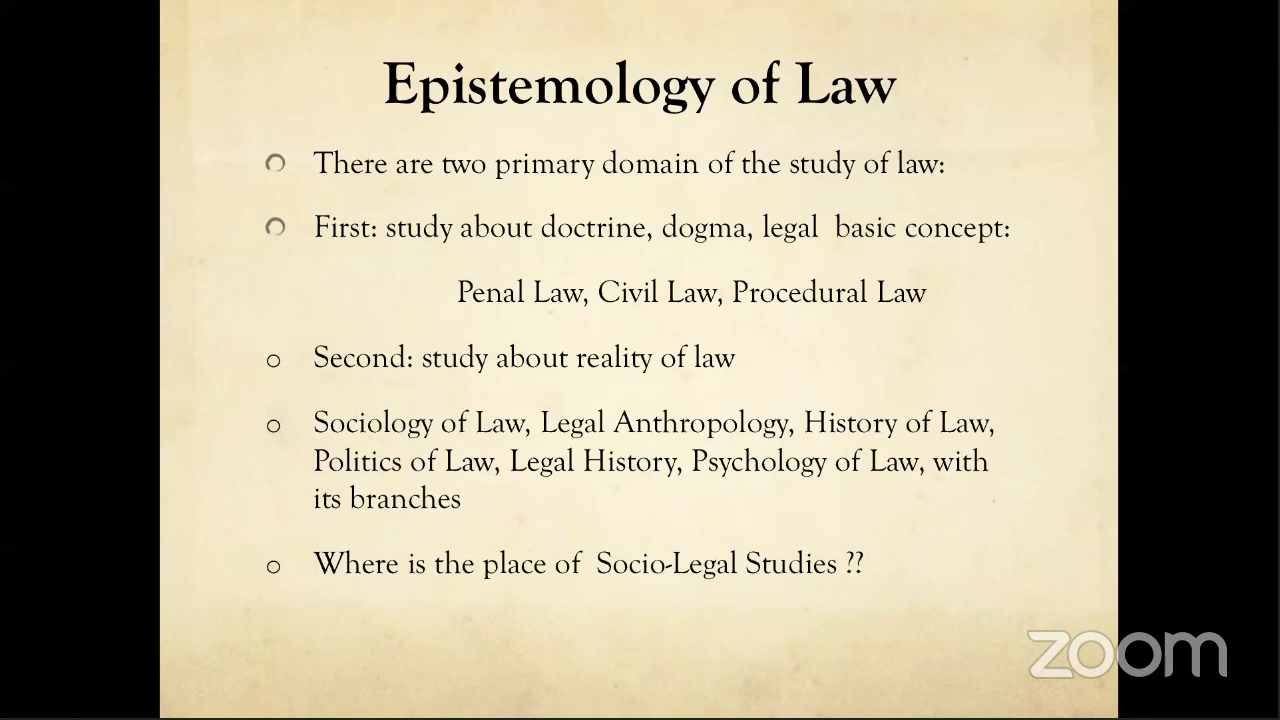 Epistemology of Law
There are two primary domain of the study of law:
First: study about doctrine, dogma, legal basic concept:
Penal Law, Civil Law, Procedural Law
Second: study about reality of law
Sociology of Law, Legal Anthropology, History of Law,
Politics of Law, Legal History, Psychology of Law, with
its branches
Where is the place of Socio-Legal Studies ??
zoom